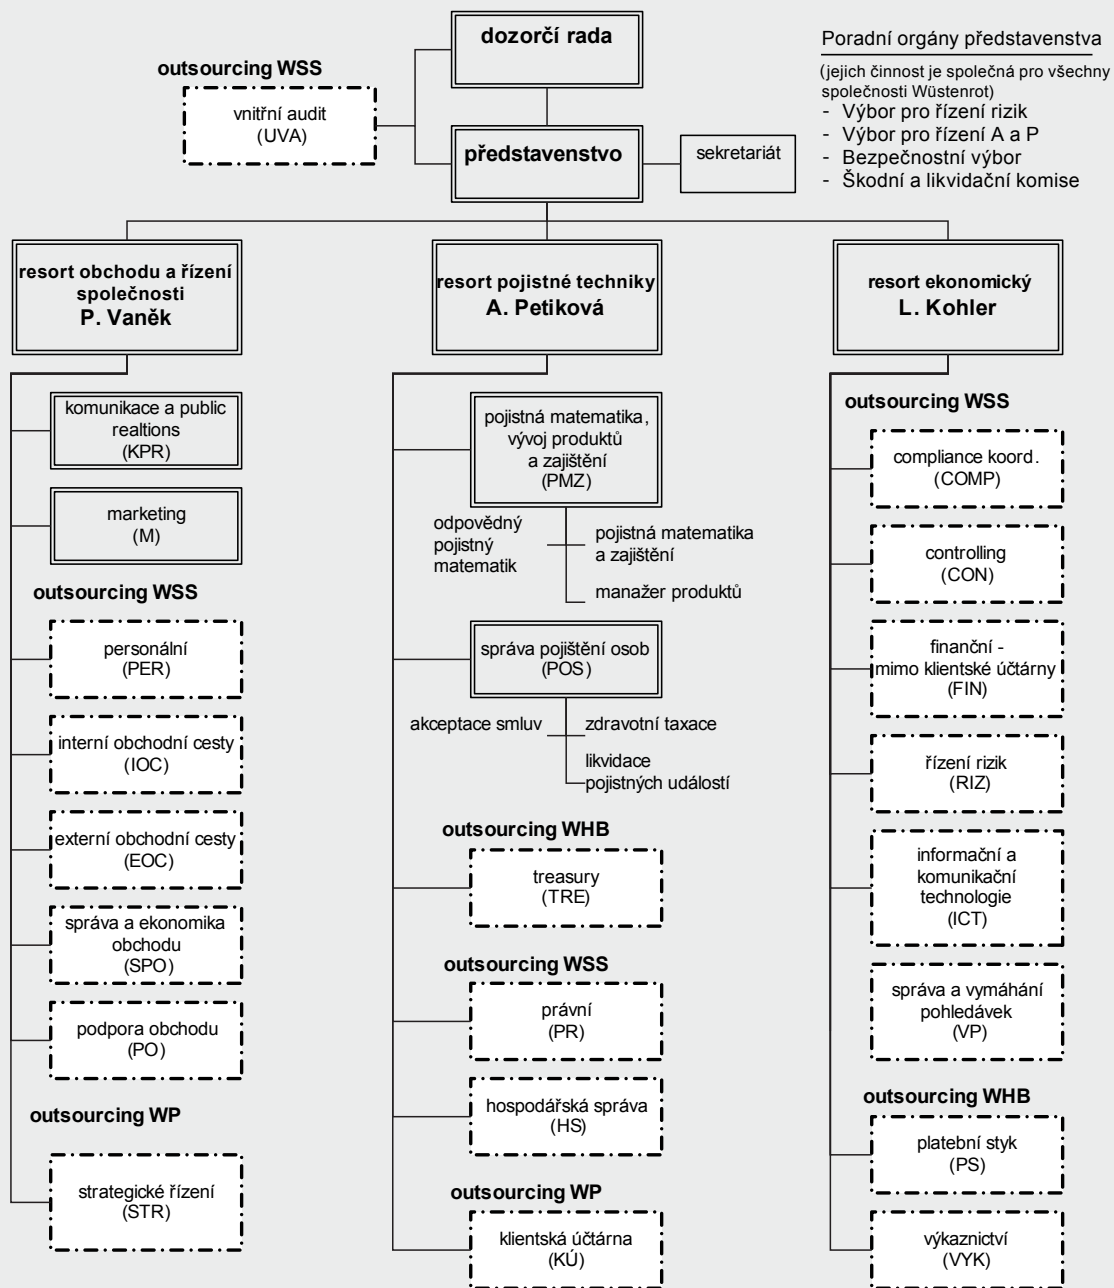 dozorčí rada
outsourcing WSS
vnitřní audit
(UVA)
představenstvo
sekretariát
Poradní orgány představenstva
(jejich činnost je společná pro všechny
společnosti Wüstenrot)
- Výbor pro řízení rizik
- Výbor pro řízení A a P
- Bezpečnostní výbor
- Škodní a likvidační komise
resort obchodu a řízení
společnosti
P. Vaněk
komunikace a public
realtions
(KPR)
marketing
(M)
outsourcing WSS
personální
(PER)
interní obchodní cesty
(IOC)
externí obchodní cesty
(EOC)
správa a ekonomika
obchodu
(SPO)
podpora obchodu
(PO)
outsourcing WP
strategické řízení
(STR)
resort pojistné techniky
A. Petiková
pojistná matematika,
vývoj produktů
a zajištění
(PMZ)
odpovědný
pojistný
matematik
pojistná matematika
a zajištění
manažer produktů
správa pojištění osob
(POS)
akceptace smluv
zdravotní taxace
likvidace
pojistných událostí
outsourcing WHB
treasury
(TRE)
outsourcing WSS
právní
(PR)
hospodářská správa
(HS)
outsourcing WP
klientská účtárna
(KÚ)
resort ekonomický
L. Kohler
outsourcing WSS
compliance koord.
(COMP)
controlling
(CON)
finanční -
mimo klientské účtárny
(FIN)
řízení rizik
(RIZ)
informační a
komunikační
technologie
(ICT)
správa a vymáhání
pohledávek
(VP)
outsourcing WHB
platební styk
(PS)
výkaznictví
(VYK)